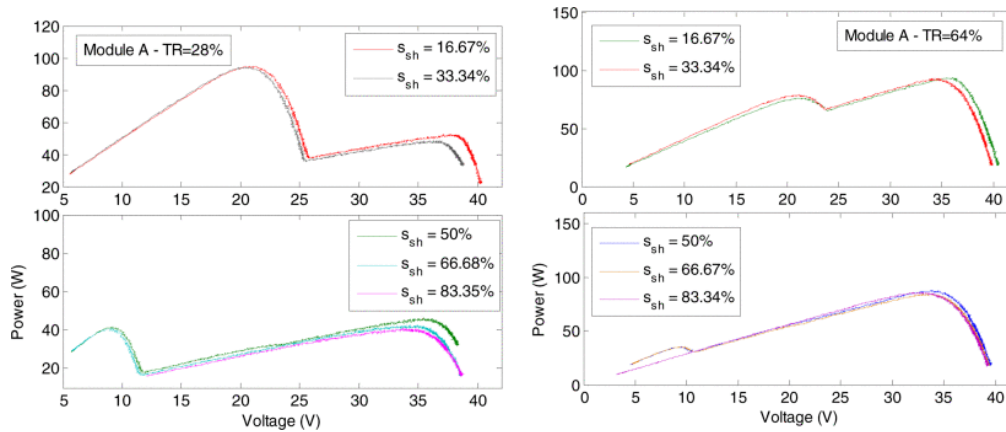 120
100
80
60
40
20
Module A - TR=28%
s_sh = 16.67%
s_sh = 33.34%
5 10 15 20 25 30 35 40
100
80
60
40
20
Power (W)
s_sh = 50%
s_sh = 66.68%
s_sh = 83.35%
5 10 15 20 25 30 35 40
Voltage (V)
150
100
50
0
s_sh = 16.67%
s_sh = 33.34%
Module A - TR=64%
0 5 10 15 20 25 30 35 40
150
100
50
0
Power (W)
s_sh = 50%
s_sh = 66.67%
s_sh = 83.34%
0 5 10 15 20 25 30 35 40
Voltage (V)